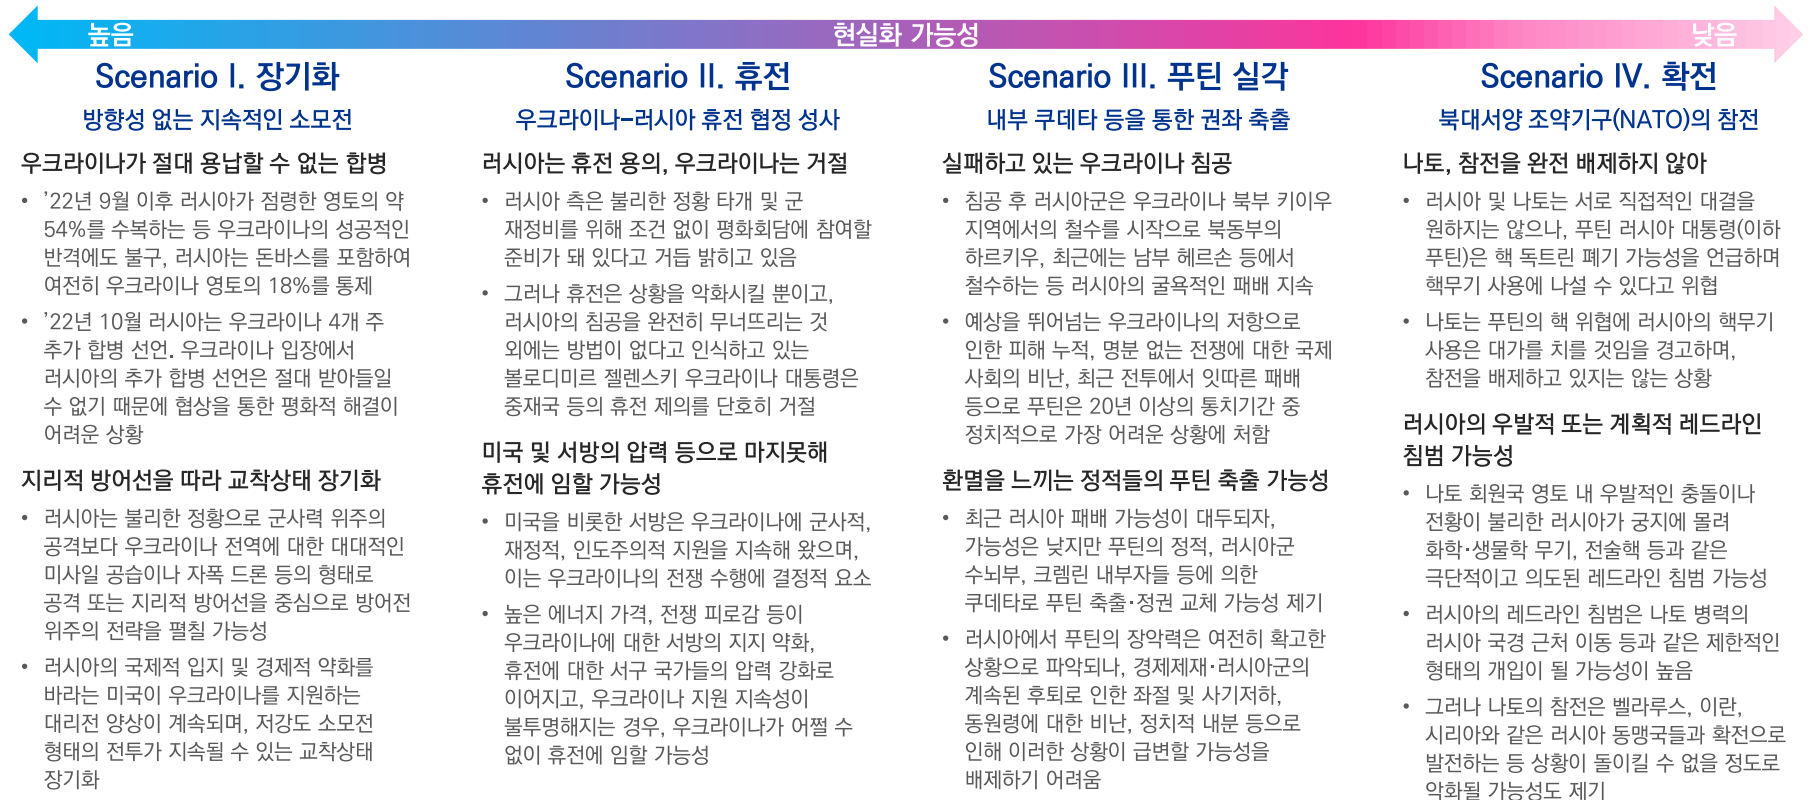 높음
현실화 가능성
낮음
Scenario I. 장기화
방향성 없는 지속적인 소모전
우크라이나가 절대 용납할 수 없는 합병
• ’22년 9월 이후 러시아가 점령한 영토의 약
54%를 수복하는 등 우크라이나의 성공적인
반격에도 불구, 러시아는 돈바스를 포함하여
여전히 우크라이나 영토의 18%를 통제
• ’22년 10월 러시아는 우크라이나 4개 주
추가 합병 선언. 우크라이나 입장에서
러시아의 추가 합병 선언은 절대 받아들일
수 없기 때문에 협상을 통한 평화적 해결이
어려운 상황
지리적 방어선을 따라 교착상태 장기화
• 러시아는 불리한 정황으로 군사력 위주의
공격보다 우크라이나 전역에 대한 대대적인
미사일 공습이나 자폭 드론 등의 형태로
공격 또는 지리적 방어선을 중심으로 방어전
위주의 전략을 펼칠 가능성
• 러시아의 국제적 입지 및 경제적 약화를
바라는 미국이 우크라이나를 지원하는
대리전 양상이 계속되며, 저강도 소모전
형태의 전투가 지속될 수 있는 교착상태
장기화
Scenario II. 휴전
우크라이나-러시아 휴전 협정 성사
러시아는 휴전 용의, 우크라이나는 거절
• 러시아 측은 불리한 정황 타개 및 군
재정비를 위해 조건 없이 평화회담에 참여할
준비가 돼 있다고 거듭 밝히고 있음
• 그러나 휴전은 상황을 악화시킬 뿐이고,
러시아의 침공을 완전히 무너뜨리는 것
외에는 방법이 없다고 인식하고 있는
볼로디미르 젤렌스키 우크라이나 대통령은
중재국 등의 휴전 제의를 단호히 거절
미국 및 서방의 압력 등으로 마지못해
휴전에 임할 가능성
• 미국을 비롯한 서방은 우크라이나에 군사적,
재정적, 인도주의적 지원을 지속해 왔으며,
이는 우크라이나의 전쟁 수행에 결정적 요소
• 높은 에너지 가격, 전쟁 피로감 등이
우크라이나에 대한 서방의 지지 약화,
휴전에 대한 서구 국가들의 압력 강화로
이어지고, 우크라이나 지원 지속성이
불투명해지는 경우, 우크라이나가 어쩔 수
없이 휴전에 임할 가능성
Scenario III. 푸틴 실각
내부 쿠데타 등을 통한 권좌 축출
실패하고 있는 우크라이나 침공
• 침공 후 러시아군은 우크라이나 북부 키이우
지역에서의 철수를 시작으로 북동부의
하르키우, 최근에는 남부 헤르손 등에서
철수하는 등 러시아의 굴욕적인 패배 지속
• 예상을 뛰어넘는 우크라이나의 저항으로
인한 피해 누적, 명분 없는 전쟁에 대한 국제
사회의 비난, 최근 전투에서 잇따른 패배
등으로 푸틴은 20년 이상의 통치기간 중
정치적으로 가장 어려운 상황에 처함
환멸을 느끼는 정적들의 푸틴 축출 가능성
• 최근 러시아 패배 가능성이 대두되자,
가능성은 낮지만 푸틴의 정적, 러시아군
수뇌부, 크렘린 내부자들 등에 의한
쿠데타로 푸틴 축출·정권 교체 가능성 제기
• 러시아에서 푸틴의 장악력은 여전히 확고한
상황으로 파악되나, 경제제재·러시아군의
계속된 후퇴로 인한 좌절 및 사기저하,
동원령에 대한 비난, 정치적 내분 등으로
인해 이러한 상황이 급변할 가능성을
배제하기 어려움
Scenario IV. 확전
북대서양 조약기구(NATO)의 참전
나토, 참전을 완전 배제하지 않아
• 러시아 및 나토는 서로 직접적인 대결을
원하지는 않으나, 푸틴 러시아 대통령(이하
푸틴)은 핵 독트린 폐기 가능성을 언급하며
핵무기 사용에 나설 수 있다고 위협
• 나토는 푸틴의 핵 위협에 러시아의 핵무기
사용은 대가를 치를 것임을 경고하며,
참전을 배제하고 있지는 않는 상황
러시아의 우발적 또는 계획적 레드라인
침범 가능성
• 나토 회원국 영토 내 우발적인 충돌이나
전황이 불리한 러시아가 궁지에 몰려
화학·생물학 무기, 전술핵 등과 같은
극단적이고 의도된 레드라인 침범 가능성
• 러시아의 레드라인 침범은 나토 병력의
러시아 국경 근처 이동 등과 같은 제한적인
형태의 개입이 될 가능성이 높음
• 그러나 나토의 참전은 벨라루스, 이란,
시리아와 같은 러시아 동맹국들과 확전으로
발전하는 등 상황이 돌이킬 수 없을 정도로
악화될 가능성도 제기